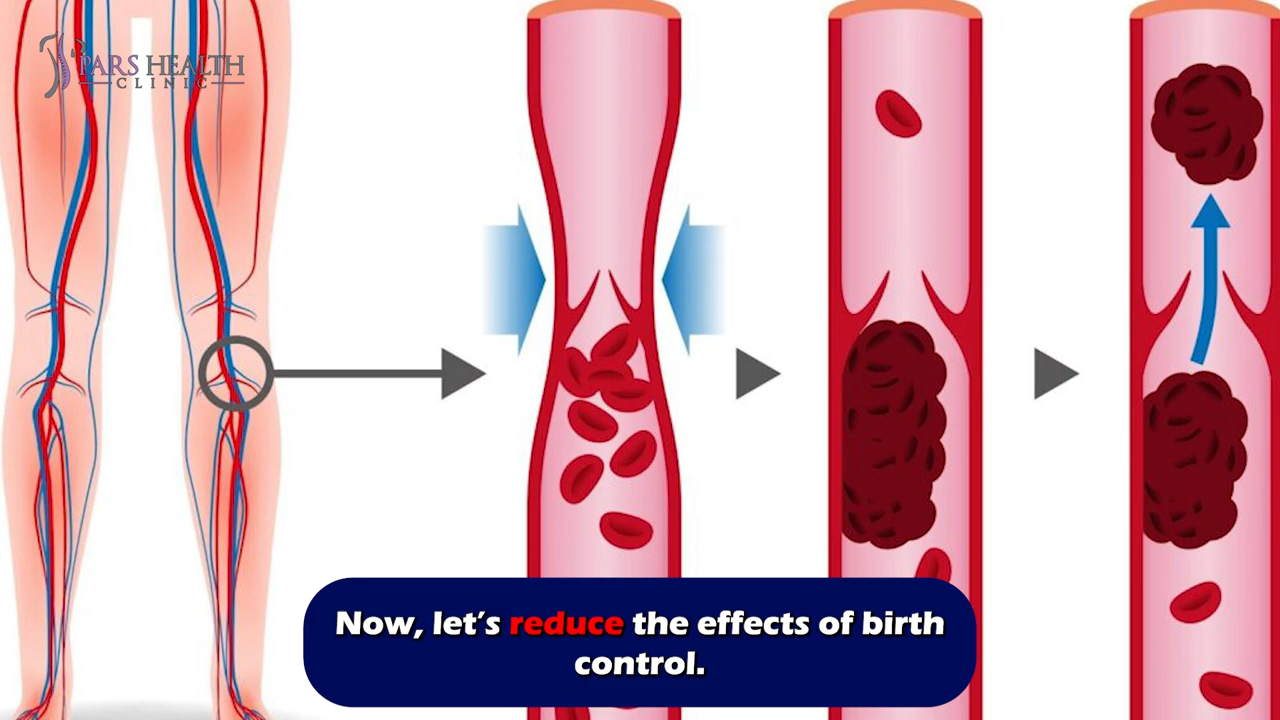 PARS HEALTH
CLINIC
Now, let's reduce the effects of birth
control.